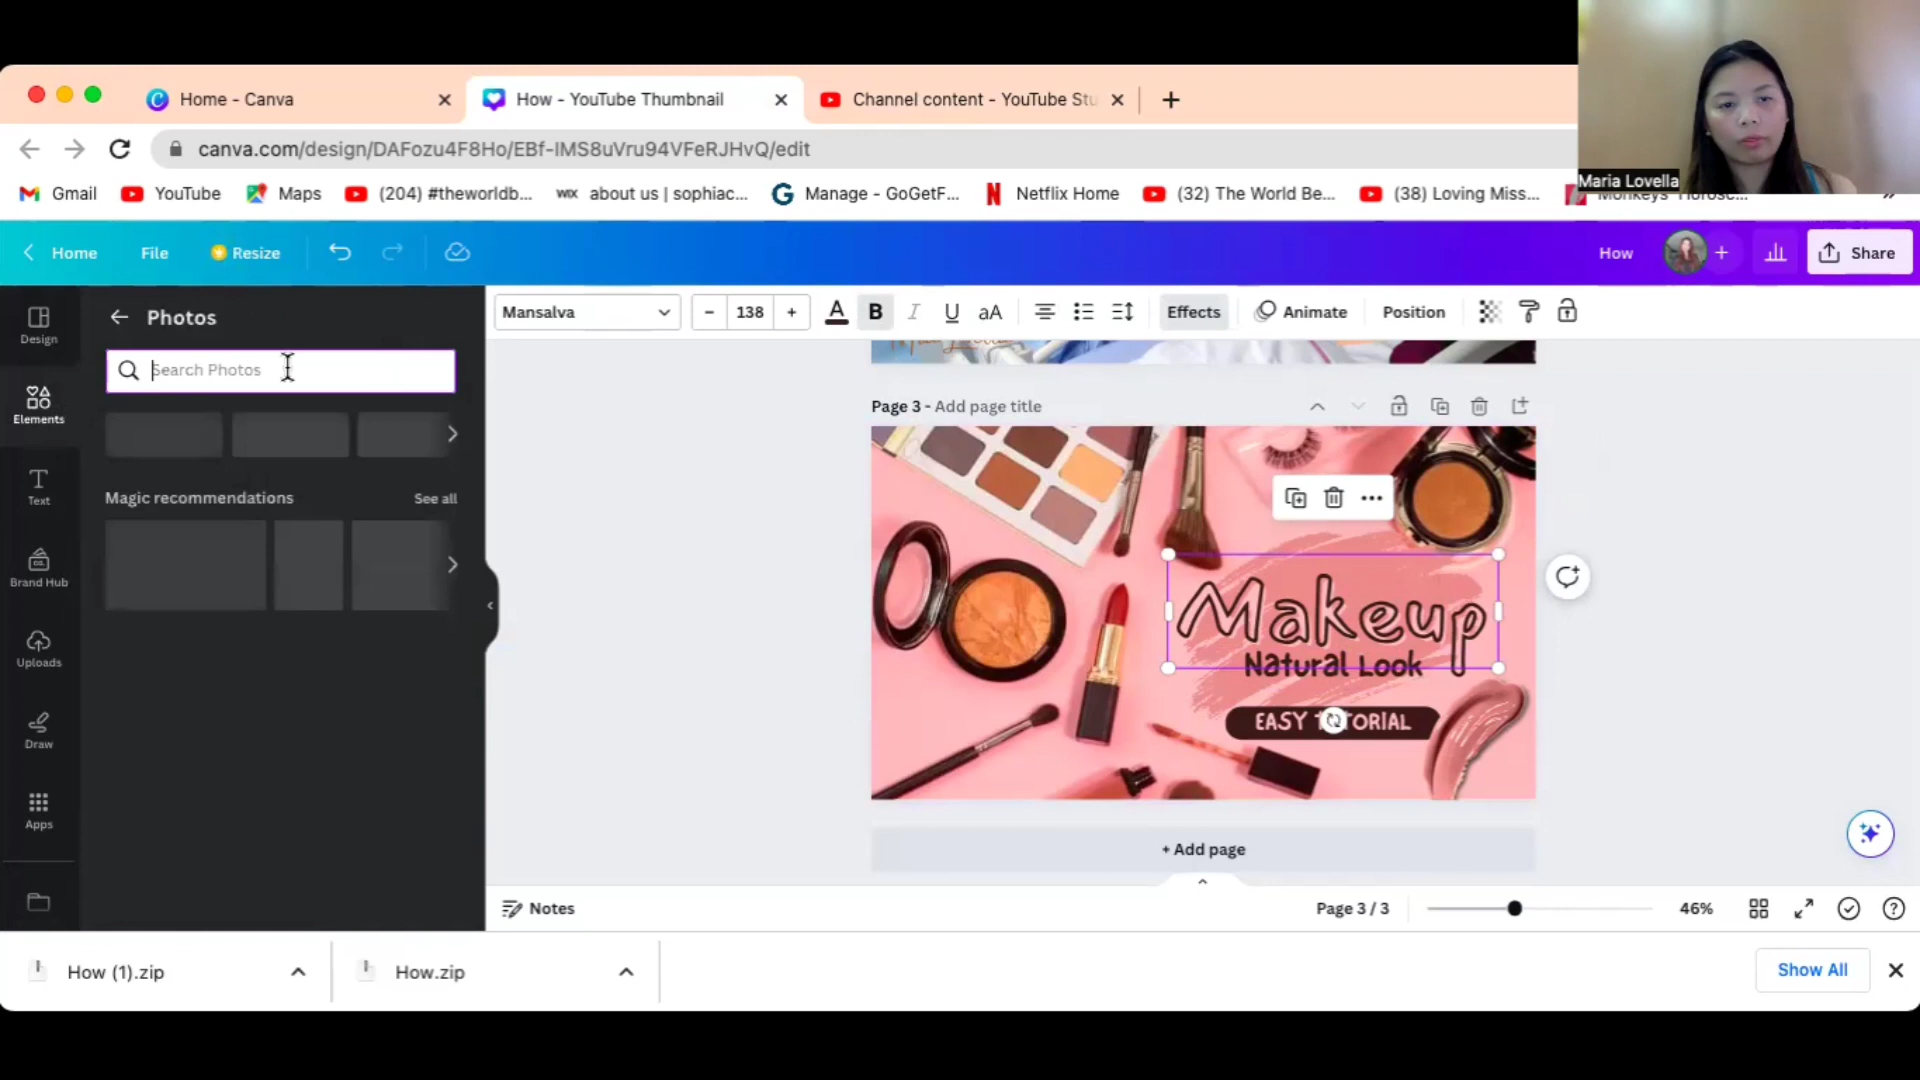 Home - Canva
How - YouTube Thumbnail
Channel content - YouTube Stu
canva.com/design/DAFozu4F8Ho/EBf-IMS8uVru94VFeRJHvQ/edit
Maria Lovella
Gmail
YouTube
Maps
(204) #theworldb...
WIX about us | sophiac...
Manage - GoGetF...
Netflix Home
(32) The World Be...
(38) Loving Miss...
Home
File
Resize
How
Share
Design
Elements
Text
Brand Hub
Uploads
Draw
Apps
Photos
Search Photos
Magic recommendations
See all
Mansalva
138
Effects
Animate
Position
Page 3 - Add page title
Makeup
Natural Look
EASY
+ Add page
Notes
Page 3 / 3
46%
How (1).zip
How.zip
Show All